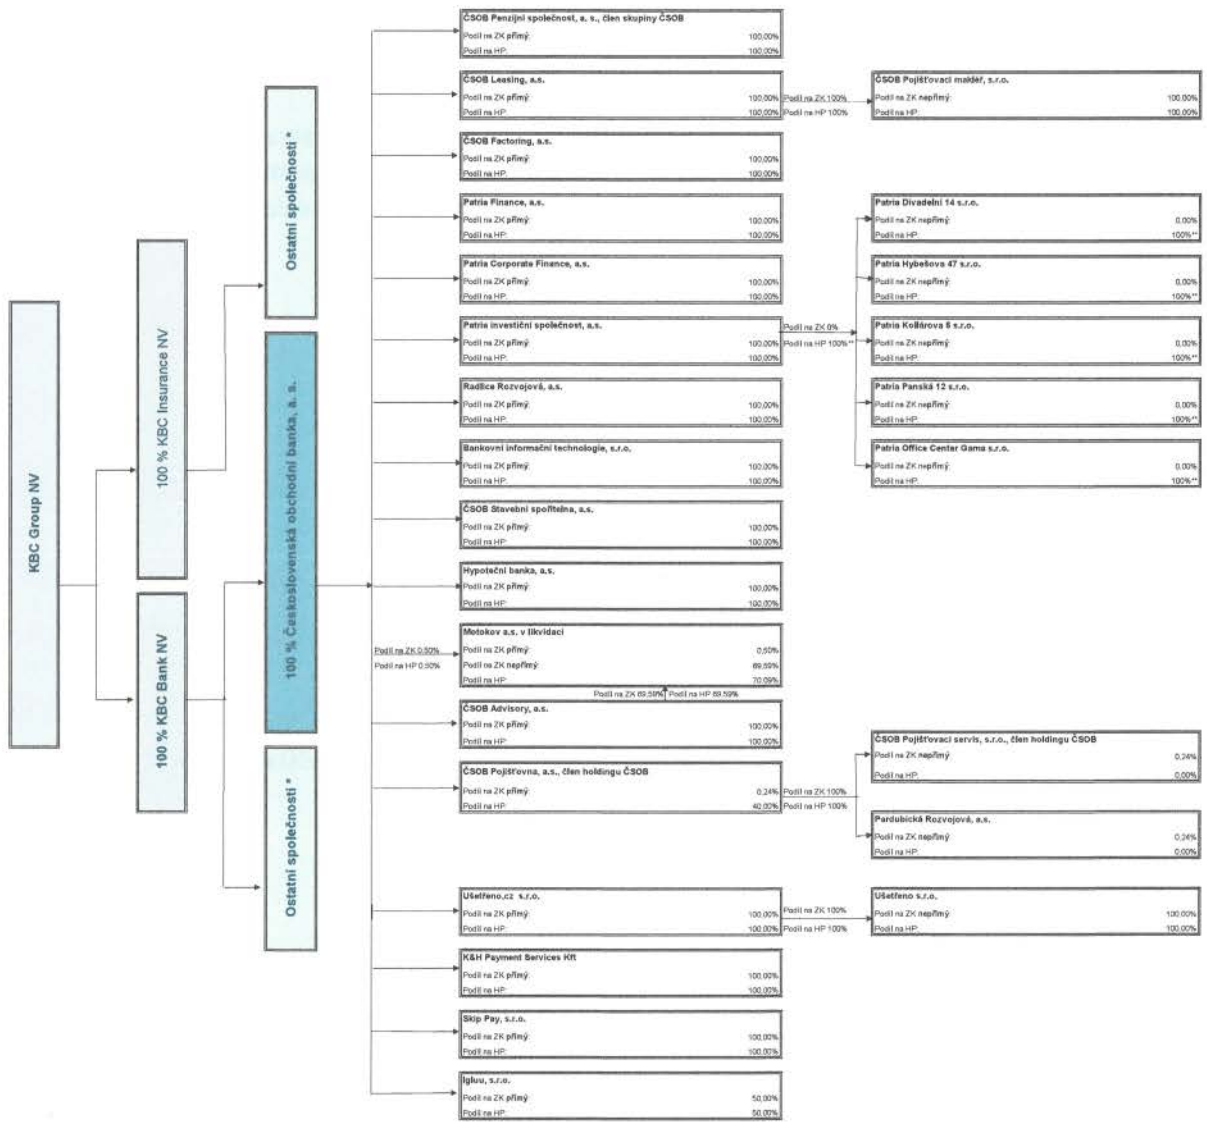 KBC Group NV
100 % KBC Insurance NV
100 % KBC Bank NV
Ostatní společnosti *
100 % Československá obchodní banka, a. s.
Ostatní společnosti *
ČSOB Penzijní společnost, a. s., člen skupiny ČSOB
Podíl na ZK přímý: 100,00%
Podíl na HP: 100,00%
ČSOB Leasing, a.s.
Podíl na ZK přímý: 100,00%
Podíl na HP: 100,00%
Podíl na ZK 100%
Podíl na HP 100%
ČSOB Pojišťovací makléř, s.r.o.
Podíl na ZK nepřímý: 100,00%
Podíl na HP: 100,00%
ČSOB Factoring, a.s.
Podíl na ZK přímý: 100,00%
Podíl na HP: 100,00%
Patria Finance, a.s.
Podíl na ZK přímý: 100,00%
Podíl na HP: 100,00%
Patria Corporate Finance, a.s.
Podíl na ZK přímý: 100,00%
Podíl na HP: 100,00%
Patria investiční společnost, a.s.
Podíl na ZK přímý: 100,00%
Podíl na HP: 100,00%
Podíl na ZK 0%
Podíl na HP 100%**
Patria Divadelní 14 s.r.o.
Podíl na ZK nepřímý: 0,00%
Podíl na HP: 100%**
Patria Hybešova 47 s.r.o.
Podíl na ZK nepřímý: 0,00%
Podíl na HP: 100%**
Patria Kollárova 6 s.r.o.
Podíl na ZK nepřímý: 0,00%
Podíl na HP: 100%**
Patria Panská 12 s.r.o.
Podíl na ZK nepřímý: 0,00%
Podíl na HP: 100%**
Patria Office Center Gama s.r.o.
Podíl na ZK nepřímý: 0,00%
Podíl na HP: 100%**
Radlice Rozvojová, a.s.
Podíl na ZK přímý: 100,00%
Podíl na HP: 100,00%
Bankovní informační technologie, s.r.o.
Podíl na ZK přímý: 100,00%
Podíl na HP: 100,00%
ČSOB Stavební spořitelna, a.s.
Podíl na ZK přímý: 100,00%
Podíl na HP: 100,00%
Hypoteční banka, a.s.
Podíl na ZK přímý: 100,00%
Podíl na HP: 100,00%
Podíl na ZK 0,50%
Podíl na HP 0,50%
Motokov a.s. v likvidaci
Podíl na ZK přímý: 0,50%
Podíl na ZK nepřímý: 69,59%
Podíl na HP: 70,09%
Podíl na ZK 69,59% Podíl na HP 69,59%
ČSOB Advisory, a.s.
Podíl na ZK přímý: 100,00%
Podíl na HP: 100,00%
ČSOB Pojišťovna, a.s., člen holdingu ČSOB
Podíl na ZK přímý: 0,24%
Podíl na HP: 40,00%
Podíl na ZK 100%
Podíl na HP 100%
ČSOB Pojišťovací servis, s.r.o., člen holdingu ČSOB
Podíl na ZK nepřímý: 0,24%
Podíl na HP: 0,00%
Pardubická Rozvojová, a.s.
Podíl na ZK nepřímý: 0,24%
Podíl na HP: 0,00%
Ušetřeno.cz s.r.o.
Podíl na ZK přímý: 100,00%
Podíl na HP: 100,00%
Podíl na ZK 100%
Podíl na HP 100%
Ušetřeno s.r.o.
Podíl na ZK nepřímý: 100,00%
Podíl na HP: 100,00%
K&H Payment Services Kft
Podíl na ZK přímý: 100,00%
Podíl na HP: 100,00%
Skip Pay, s.r.o.
Podíl na ZK přímý: 100,00%
Podíl na HP: 100,00%
Igluu, s.r.o.
Podíl na ZK přímý: 50,00%
Podíl na HP: 50,00%